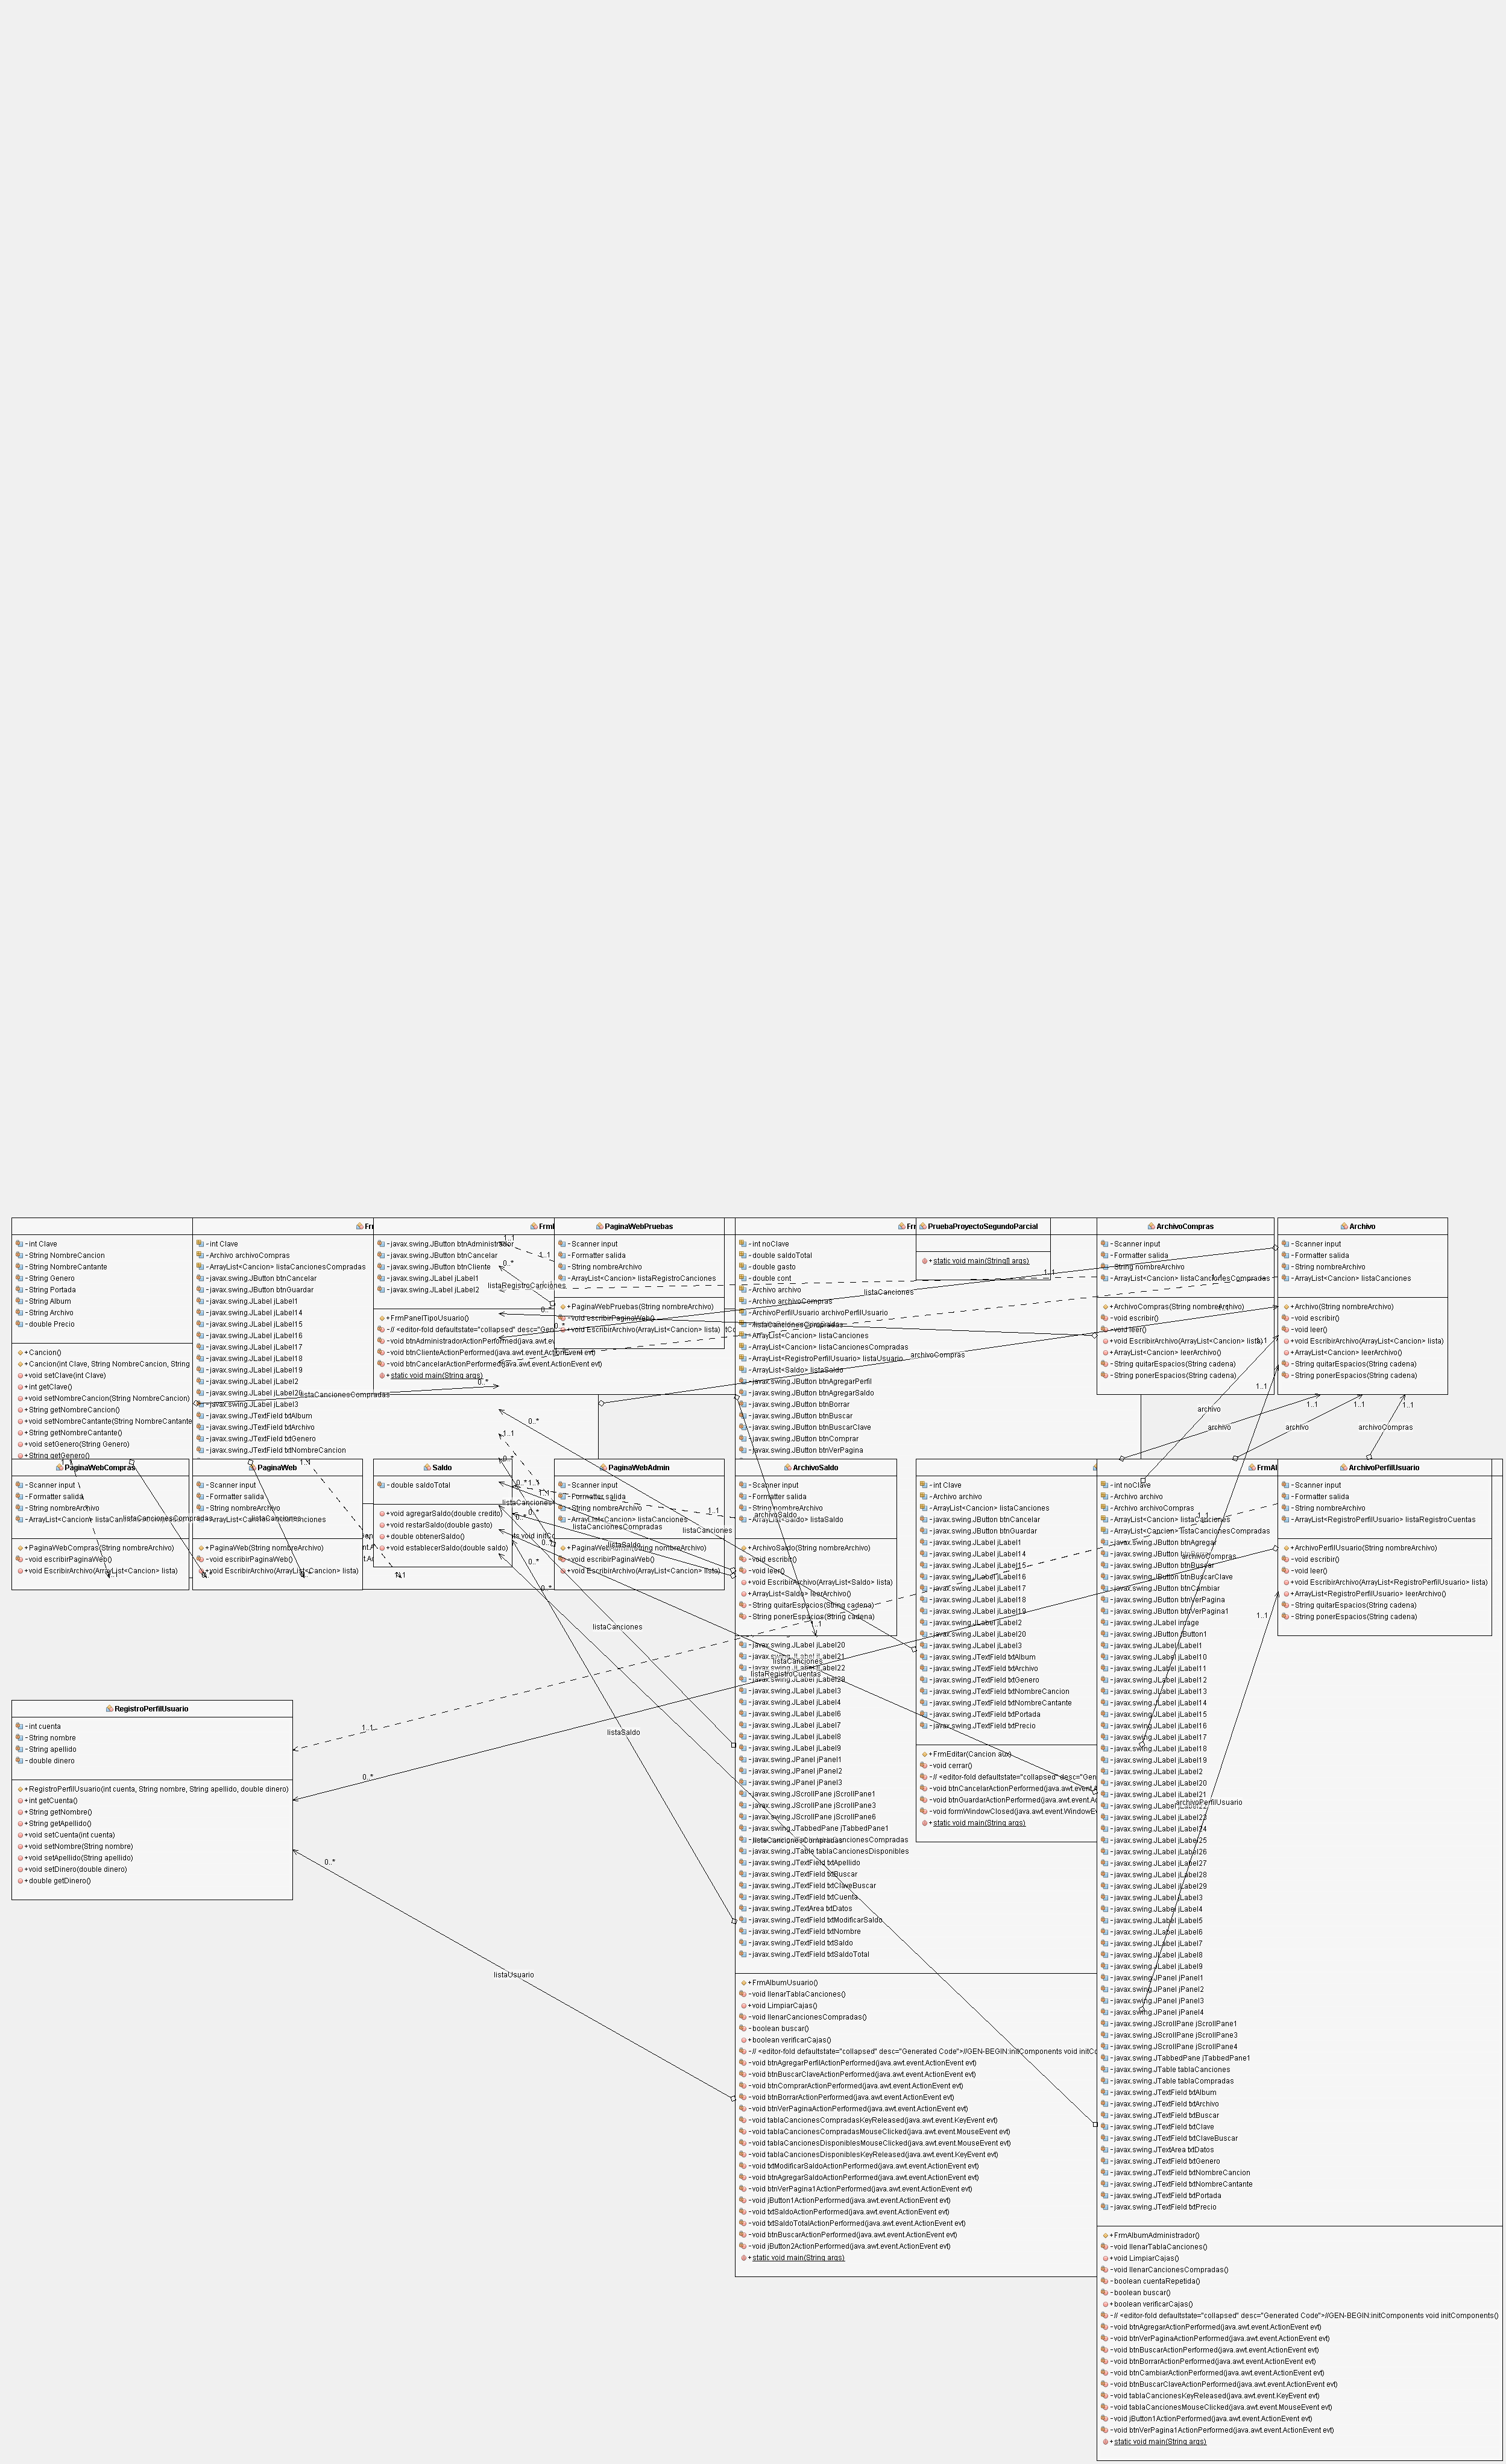 - int Clave
- String NombreCancion
- String NombreCantante
- String Genero
- String Portada
- String Album
- String Archivo
- double Precio
+ Cancion()
+ Cancion(int Clave, String NombreCancion, String
+ void setClave(int Clave)
+ int getClave()
+ void setNombreCancion(String NombreCancion)
+ String getNombreCancion()
+ void setNombreCantante(String NombreCantante
+ String getNombreCantante()
+ void setGenero(String Genero)
+ String getGenero()
- int Clave
- Archivo archivoCompras
- ArrayList<Cancion> listaCancionesCompradas
- javax.swing.JButton btnCancelar
- javax.swing.JButton btnGuardar
- javax.swing.JLabel jLabel1
- javax.swing.JLabel jLabel14
- javax.swing.JLabel jLabel15
- javax.swing.JLabel jLabel16
- javax.swing.JLabel jLabel17
- javax.swing.JLabel jLabel18
- javax.swing.JLabel jLabel19
- javax.swing.JLabel jLabel2
- javax.swing.JLabel jLabel20
- javax.swing.JLabel jLabel3
- javax.swing.JTextField txtAlbum
- javax.swing.JTextField txtArchivo
- javax.swing.JTextField txtGenero
- javax.swing.JTextField txtNombreCancion
- javax.swing.JButton btnAdministrador
- javax.swing.JButton btnCancelar
- javax.swing.JButton btnCliente
- javax.swing.JLabel jLabel1
- javax.swing.JLabel jLabel2
+ FrmPanelTipoUsuario()
- // <editor-fold defaultstate="collapsed" desc="Gen
- void btnAdministradorActionPerformed(java.awt.ev
- void btnClienteActionPerformed(java.awt.event.ActionEvent evt)
- void btnCancelarActionPerformed(java.awt.event.ActionEvent evt)
+ static void main(String args)
PaginaWebPruebas
- Scanner input
- Formatter salida
- String nombreArchivo
- ArrayList<Cancion> listaRegistroCanciones
+ PaginaWebPruebas(String nombreArchivo)
- void escribirPaginaWeb()
+ void EscribirArchivo(ArrayList<Cancion> lista)
- int noClave
- double saldoTotal
- double gasto
- double cont
- Archivo archivo
- Archivo archivoCompras
- ArchivoPerfilUsuario archivoPerfilUsuario
- ArrayList<Cancion> listaCanciones
- ArrayList<Cancion> listaCancionesCompradas
- ArrayList<RegistroPerfilUsuario> listaUsuario
- ArrayList<Saldo> listaSaldo
- javax.swing.JButton btnAgregarPerfil
- javax.swing.JButton btnAgregarSaldo
- javax.swing.JButton btnBorrar
- javax.swing.JButton btnBuscar
- javax.swing.JButton btnBuscarClave
- javax.swing.JButton btnComprar
- javax.swing.JButton btnVerPagina
PruebaProyectoSegundoParcial
+ static void main(String[] args)
ArchivoCompras
- Scanner input
- Formatter salida
- String nombreArchivo
- ArrayList<Cancion> listaCancionesCompradas
+ ArchivoCompras(String nombreArchivo)
- void escribir()
- void leer()
+ void EscribirArchivo(ArrayList<Cancion> lista)
+ ArrayList<Cancion> leerArchivo()
- String quitarEspacios(String cadena)
- String ponerEspacios(String cadena)
Archivo
- Scanner input
- String nombreArchivo
- Formatter salida
- ArrayList<Cancion> listaCanciones
+ Archivo(String nombreArchivo)
- void escribir()
- void leer()
+ void EscribirArchivo(ArrayList<Cancion> lista)
+ ArrayList<Cancion> leerArchivo()
- String quitarEspacios(String cadena)
- String ponerEspacios(String cadena)
listaRegistroCanciones
listaCanciones
archivoCompras
listaCancionesCompradas
archivo
archivo
archivo
archivoCompras
PaginaWebCompras
- Scanner input
- Formatter salida
- String nombreArchivo
+ PaginaWebCompras(String nombreArchivo)
- void escribirPaginaWeb()
+ void EscribirArchivo(ArrayList<Cancion> lista)
PaginaWeb
- Scanner input
- Formatter salida
- String nombreArchivo
+ PaginaWeb(String nombreArchivo)
- void escribirPaginaWeb()
+ void EscribirArchivo(ArrayList<Cancion> lista)
Saldo
- double saldoTotal
+ void agregarSaldo(double credito)
+ void restarSaldo(double gasto)
+ double obtenerSaldo()
+ void establecerSaldo(double saldo)
PaginaWebAdmin
- Scanner input
- Formatter salida
- String nombreArchivo
- ArrayList<Cancion> listaCanciones
+ PaginaWebAdmin(String nombreArchivo)
- void escribirPaginaWeb()
+ void EscribirArchivo(ArrayList<Cancion> lista)
ArchivoSaldo
- Scanner input
- Formatter salida
- String nombreArchivo
- ArrayList<Saldo> listaSaldo
+ ArchivoSaldo(String nombreArchivo)
- void escribir()
- void leer()
+ void EscribirArchivo(ArrayList<Saldo> lista)
+ ArrayList<Saldo> leerArchivo()
- String quitarEspacios(String cadena)
- String ponerEspacios(String cadena)
- javax.swing.JLabel jLabel20
- javax.swing.JLabel jLabel21
- javax.swing.JLabel jLabel22
- javax.swing.JLabel jLabel29
- javax.swing.JLabel jLabel3
- javax.swing.JLabel jLabel4
- javax.swing.JLabel jLabel6
- javax.swing.JLabel jLabel7
- javax.swing.JLabel jLabel8
- javax.swing.JLabel jLabel9
- javax.swing.JPanel jPanel1
- javax.swing.JPanel jPanel2
- javax.swing.JPanel jPanel3
- javax.swing.JScrollPane jScrollPane1
- javax.swing.JScrollPane jScrollPane3
- javax.swing.JScrollPane jScrollPane6
- javax.swing.JTabbedPane jTabbedPane1
- javax.swing.JTable tablaCancionesCompradas
- javax.swing.JTable tablaCancionesDisponibles
- javax.swing.JTextField txtApellido
- javax.swing.JTextField txtBuscar
- javax.swing.JTextField txtClaveBuscar
- javax.swing.JTextField txtCuenta
- javax.swing.JTextArea txtDatos
- javax.swing.JTextField txtModificarSaldo
- javax.swing.JTextField txtNombre
- javax.swing.JTextField txtSaldo
- javax.swing.JTextField txtSaldoTotal
+ FrmAlbumUsuario()
- void llenarTablaCanciones()
+ void LimpiarCajas()
- void llenarCancionesCompradas()
- boolean buscar()
+ boolean verificarCajas()
- // <editor-fold defaultstate="collapsed" desc="Generated Code">//GEN-BEGIN:initComponents void initC
- void btnAgregarPerfilActionPerformed(java.awt.event.ActionEvent evt)
- void btnBuscarClaveActionPerformed(java.awt.event.ActionEvent evt)
- void btnComprarActionPerformed(java.awt.event.ActionEvent evt)
- void btnBorrarActionPerformed(java.awt.event.ActionEvent evt)
- void btnVerPaginaActionPerformed(java.awt.event.ActionEvent evt)
- void tablaCancionesCompradasKeyReleased(java.awt.event.KeyEvent evt)
- void tablaCancionesCompradasMouseClicked(java.awt.event.MouseEvent evt)
- void tablaCancionesDisponiblesMouseClicked(java.awt.event.MouseEvent evt)
- void tablaCancionesDisponiblesKeyReleased(java.awt.event.KeyEvent evt)
- void txtModificarSaldoActionPerformed(java.awt.event.ActionEvent evt)
- void btnAgregarSaldoActionPerformed(java.awt.event.ActionEvent evt)
- void btnVerPagina1ActionPerformed(java.awt.event.ActionEvent evt)
- void jButton1ActionPerformed(java.awt.event.ActionEvent evt)
- void txtSaldoActionPerformed(java.awt.event.ActionEvent evt)
- void txtSaldoTotalActionPerformed(java.awt.event.ActionEvent evt)
- void btnBuscarActionPerformed(java.awt.event.ActionEvent evt)
- void jButton2ActionPerformed(java.awt.event.ActionEvent evt)
+ static void main(String args)
- int Clave
- Archivo archivo
- ArrayList<Cancion> listaCanciones
- javax.swing.JButton btnCancelar
- javax.swing.JButton btnGuardar
- javax.swing.JLabel jLabel1
- javax.swing.JLabel jLabel14
- javax.swing.JLabel jLabel15
- javax.swing.JLabel jLabel16
- javax.swing.JLabel jLabel17
- javax.swing.JLabel jLabel18
- javax.swing.JLabel jLabel19
- javax.swing.JLabel jLabel2
- javax.swing.JLabel jLabel20
- javax.swing.JLabel jLabel3
- javax.swing.JTextField txtAlbum
- javax.swing.JTextField txtArchivo
- javax.swing.JTextField txtGenero
- javax.swing.JTextField txtNombreCancion
- javax.swing.JTextField txtNombreCantante
- javax.swing.JTextField txtPortada
- javax.swing.JTextField txtPrecio
+ FrmEditar(Cancion aux)
- void cerrar()
- // <editor-fold defaultstate="collapsed" desc="Gen
- void btnCancelarActionPerformed(java.awt.event.A
- void btnGuardarActionPerformed(java.awt.event.Ac
- void formWindowClosed(java.awt.event.WindowEv
+ static void main(String args)
- int noClave
- Archivo archivo
- Archivo archivoCompras
- ArrayList<Cancion> listaCanciones
- ArrayList<Cancion> listaCancionesCompradas
- javax.swing.JButton btnAgregar
- javax.swing.JButton btnBorrar
- javax.swing.JButton btnBuscar
- javax.swing.JButton btnBuscarClave
- javax.swing.JButton btnCambiar
- javax.swing.JButton btnVerPagina
- javax.swing.JButton btnVerPagina1
- javax.swing.JLabel image
- javax.swing.JButton jButton1
- javax.swing.JLabel jLabel1
- javax.swing.JLabel jLabel10
- javax.swing.JLabel jLabel11
- javax.swing.JLabel jLabel12
- javax.swing.JLabel jLabel13
- javax.swing.JLabel jLabel14
- javax.swing.JLabel jLabel15
- javax.swing.JLabel jLabel16
- javax.swing.JLabel jLabel17
- javax.swing.JLabel jLabel18
- javax.swing.JLabel jLabel19
- javax.swing.JLabel jLabel2
- javax.swing.JLabel jLabel20
- javax.swing.JLabel jLabel21
- javax.swing.JLabel jLabel22
- javax.swing.JLabel jLabel23
- javax.swing.JLabel jLabel24
- javax.swing.JLabel jLabel25
- javax.swing.JLabel jLabel26
- javax.swing.JLabel jLabel27
- javax.swing.JLabel jLabel28
- javax.swing.JLabel jLabel29
- javax.swing.JLabel jLabel3
- javax.swing.JLabel jLabel4
- javax.swing.JLabel jLabel5
- javax.swing.JLabel jLabel6
- javax.swing.JLabel jLabel7
- javax.swing.JLabel jLabel8
- javax.swing.JLabel jLabel9
- javax.swing.JPanel jPanel1
- javax.swing.JPanel jPanel2
- javax.swing.JPanel jPanel3
- javax.swing.JPanel jPanel4
- javax.swing.JScrollPane jScrollPane1
- javax.swing.JScrollPane jScrollPane3
- javax.swing.JScrollPane jScrollPane4
- javax.swing.JTabbedPane jTabbedPane1
- javax.swing.JTable tablaCanciones
- javax.swing.JTable tablaCompradas
- javax.swing.JTextField txtAlbum
- javax.swing.JTextField txtArchivo
- javax.swing.JTextField txtBuscar
- javax.swing.JTextField txtClave
- javax.swing.JTextField txtClaveBuscar
- javax.swing.JTextArea txtDatos
- javax.swing.JTextField txtGenero
- javax.swing.JTextField txtNombreCancion
- javax.swing.JTextField txtNombreCantante
- javax.swing.JTextField txtPortada
- javax.swing.JTextField txtPrecio
+ FrmAlbumAdministrador()
- void llenarTablaCanciones()
+ void LimpiarCajas()
- void llenarCancionesCompradas()
- boolean cuentaRepetida()
- boolean buscar()
+ boolean verificarCajas()
- // <editor-fold defaultstate="collapsed" desc="Generated Code">//GEN-BEGIN:initComponents void initComponents()
- void btnAgregarActionPerformed(java.awt.event.ActionEvent evt)
- void btnVerPaginaActionPerformed(java.awt.event.ActionEvent evt)
- void btnBuscarActionPerformed(java.awt.event.ActionEvent evt)
- void btnBorrarActionPerformed(java.awt.event.ActionEvent evt)
- void btnCambiarActionPerformed(java.awt.event.ActionEvent evt)
- void btnBuscarClaveActionPerformed(java.awt.event.ActionEvent evt)
- void tablaCancionesKeyReleased(java.awt.event.KeyEvent evt)
- void tablaCancionesMouseClicked(java.awt.event.MouseEvent evt)
- void jButton1ActionPerformed(java.awt.event.ActionEvent evt)
- void btnVerPagina1ActionPerformed(java.awt.event.ActionEvent evt)
+ static void main(String args)
ArchivoPerfilUsuario
- Scanner input
- Formatter salida
- String nombreArchivo
- ArrayList<RegistroPerfilUsuario> listaRegistroCuentas
+ ArchivoPerfilUsuario(String nombreArchivo)
- void escribir()
- void leer()
+ void EscribirArchivo(ArrayList<RegistroPerfilUsuario> lista)
+ ArrayList<RegistroPerfilUsuario> leerArchivo()
- String quitarEspacios(String cadena)
- String ponerEspacios(String cadena)
RegistroPerfilUsuario
- int cuenta
- String nombre
- String apellido
- double dinero
+ RegistroPerfilUsuario(int cuenta, String nombre, String apellido, double dinero)
+ int getCuenta()
+ String getNombre()
+ String getApellido()
+ void setCuenta(int cuenta)
+ void setNombre(String nombre)
+ void setApellido(String apellido)
+ void setDinero(double dinero)
+ double getDinero()
listaCancionesCompradas
listaCanciones
listaSaldo
archivoSaldo
listaCanciones
listaCanciones
listaRegistroCuentas
listaSaldo
listaCancionesCompradas
archivoCompras
archivoPerfilUsuario
listaUsuario
1..1
0..*
0..*
1..1